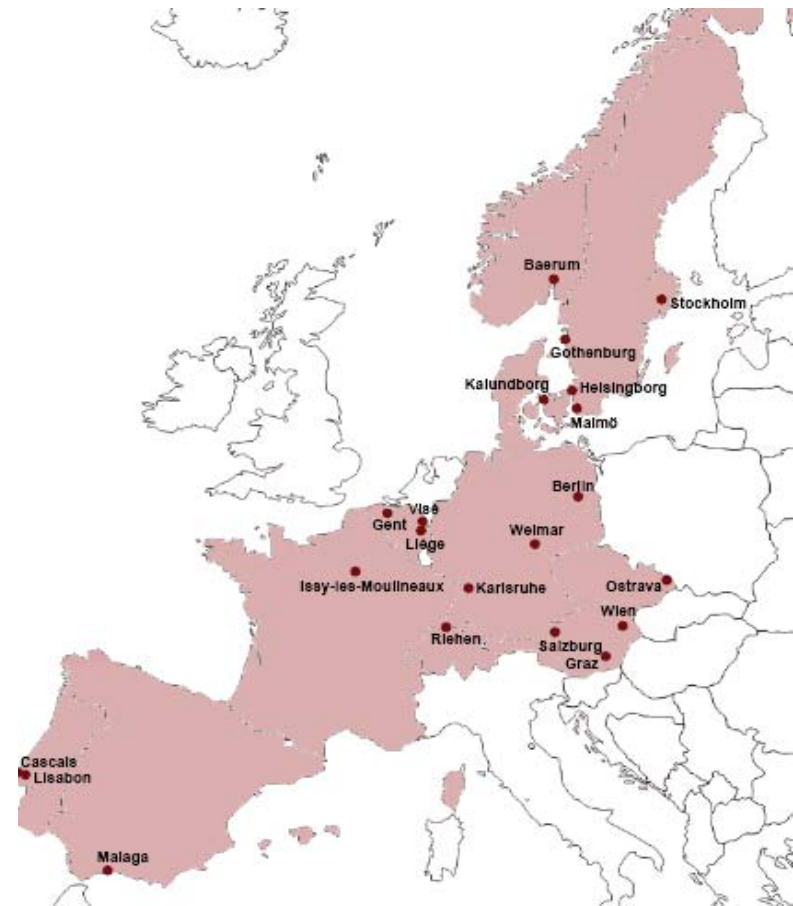 Baerum
Stockholm
Gothenburg
Kalundborg
Helsingborg
Malmö
Berlin
Visé
Gent
Liége
Weimar
Issy-les-Moulineaux
Karlsruhe
Ostrava
Wien
Riehen
Salzburg
Graz
Cascais
Lisabon
Malaga